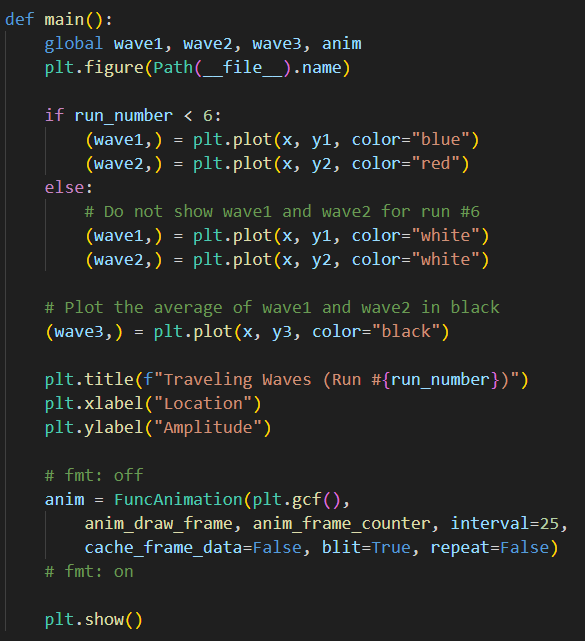 def main():
    global wave1, wave2, wave3, anim
    plt.figure(Path(__file__).name)

    if run_number < 6:
        (wave1,) = plt.plot(x, y1, color="blue")
        (wave2,) = plt.plot(x, y2, color="red")
    else:
        # Do not show wave1 and wave2 for run #6
        (wave1,) = plt.plot(x, y1, color="white")
        (wave2,) = plt.plot(x, y2, color="white")

    # Plot the average of wave1 and wave2 in black
    (wave3,) = plt.plot(x, y3, color="black")

    plt.title(f"Traveling Waves (Run #{run_number})")
    plt.xlabel("Location")
    plt.ylabel("Amplitude")

    # fmt: off
    anim = FuncAnimation(plt.gcf(),
        anim_draw_frame, anim_frame_counter, interval=25,
        cache_frame_data=False, blit=True, repeat=False)
    # fmt: on

    plt.show()